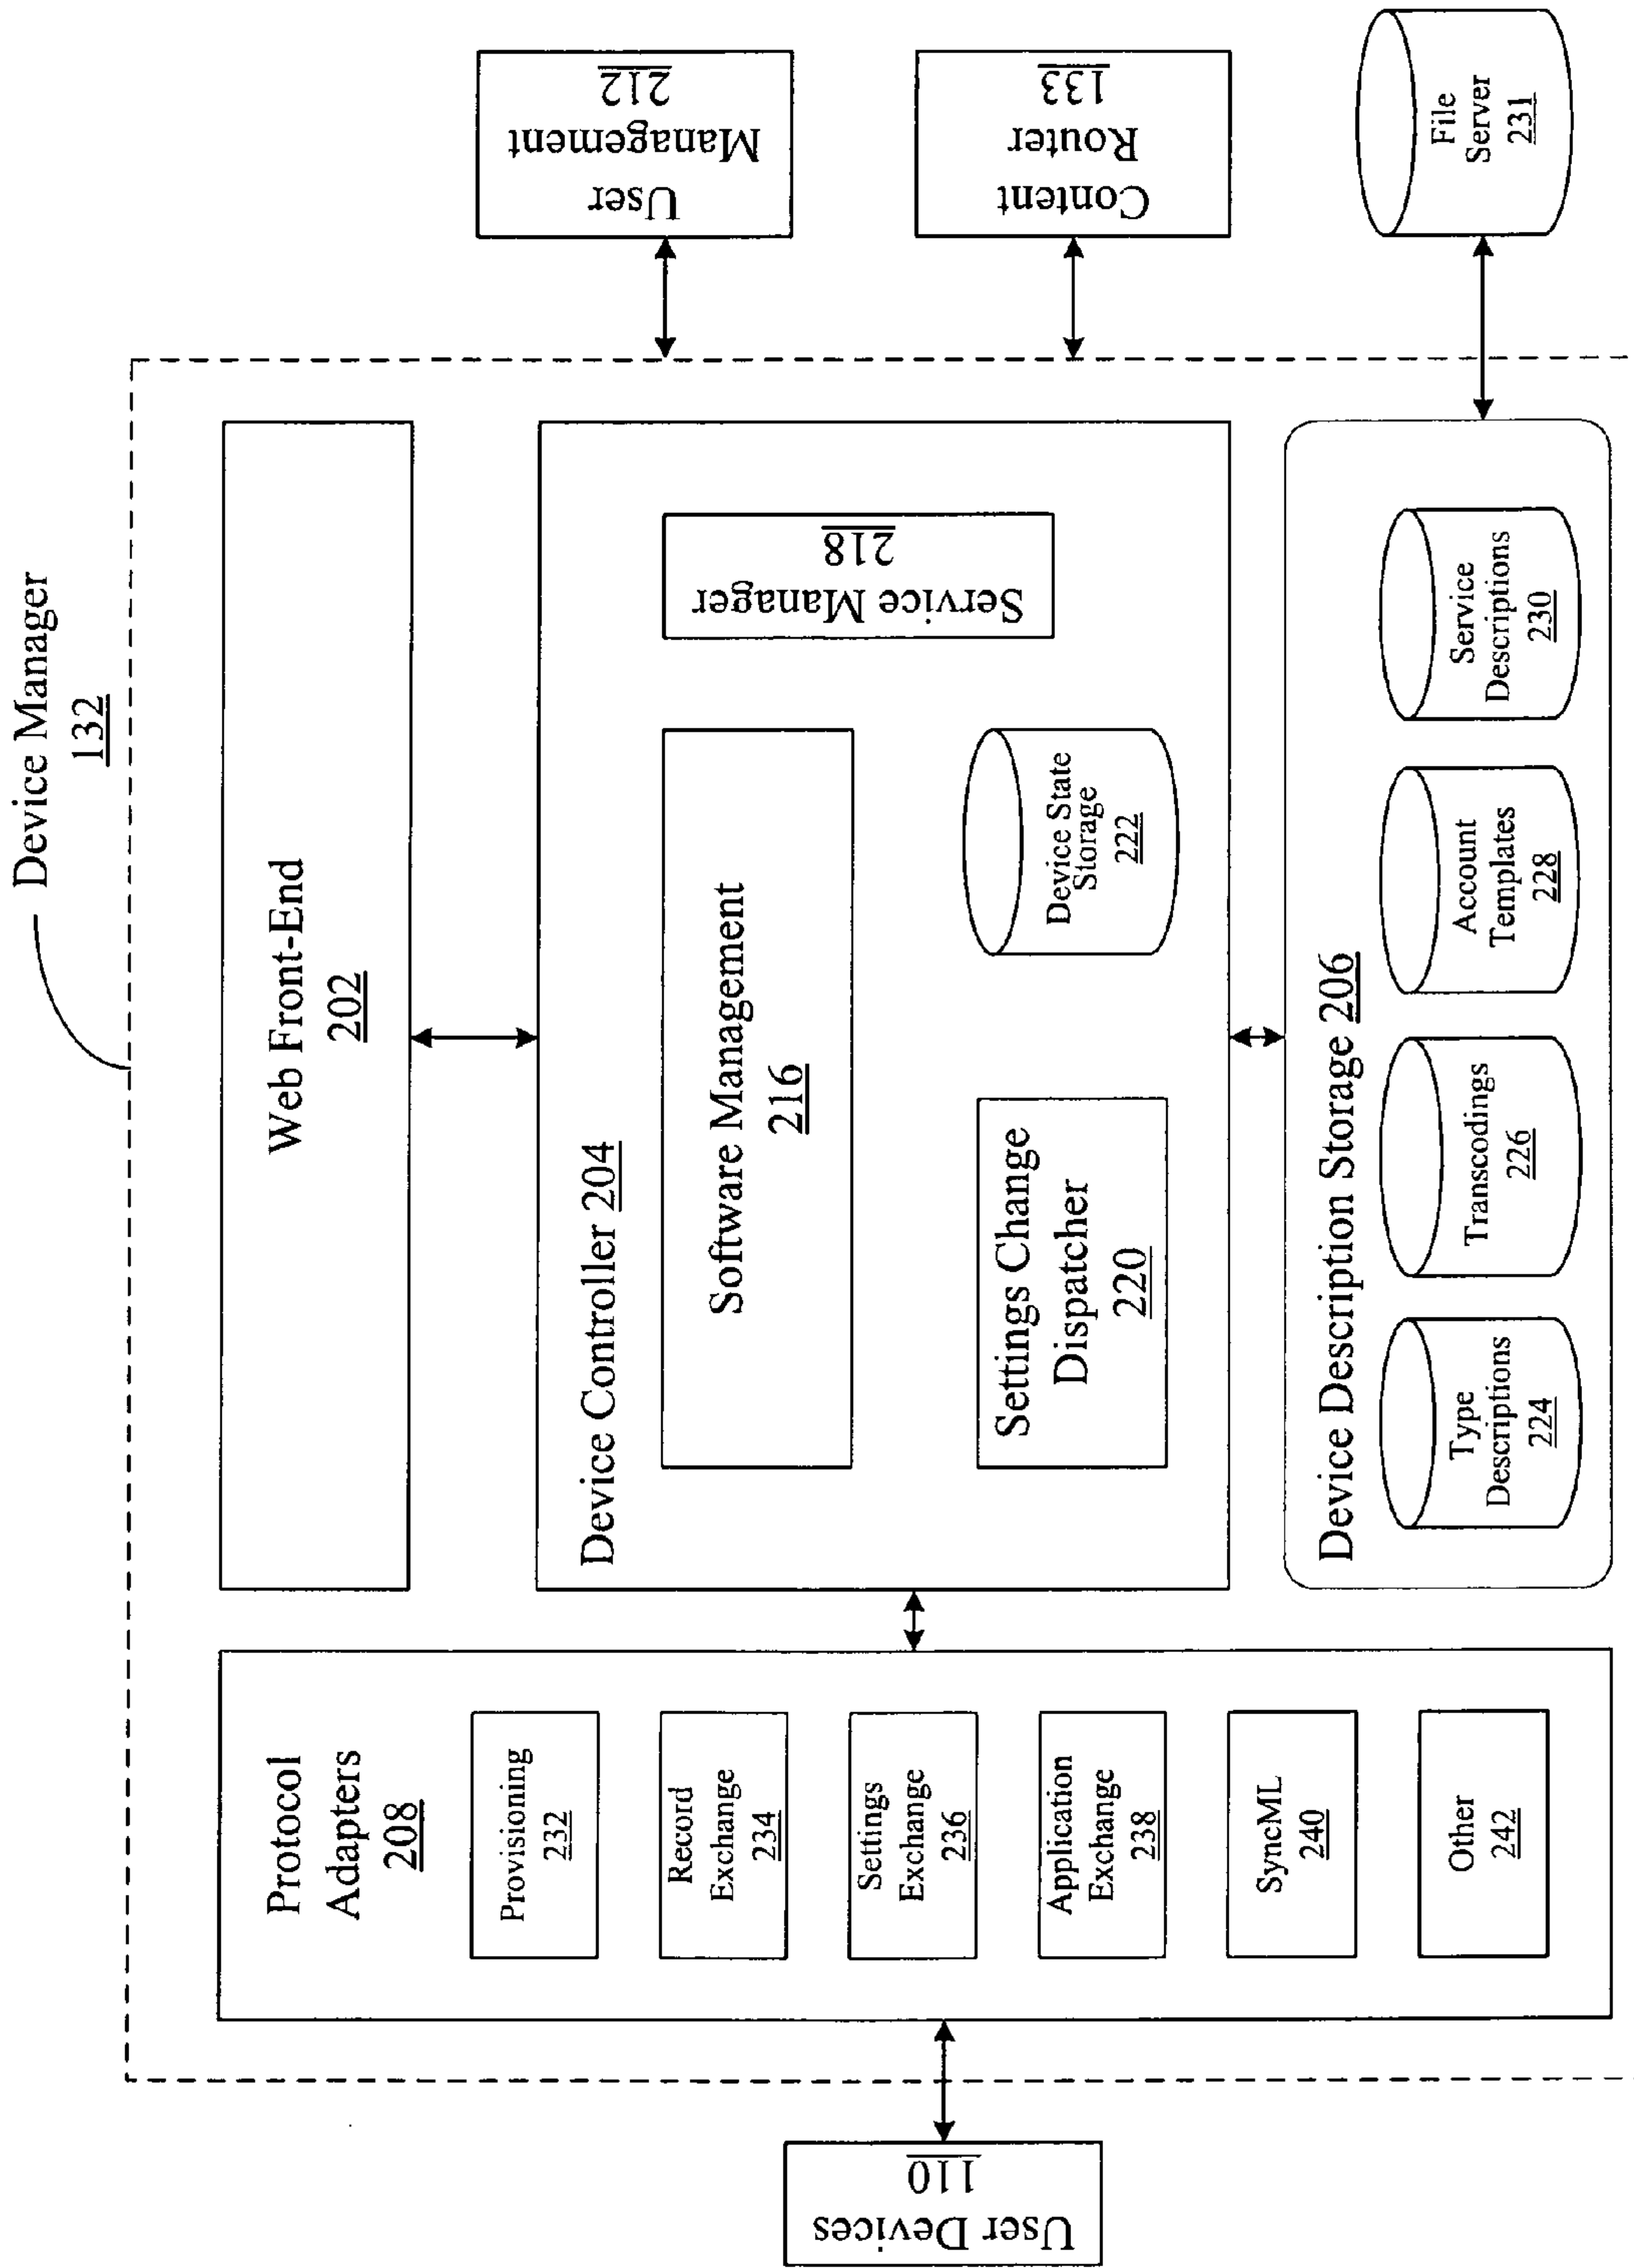 Device Manager
132
Web Front-End
202
Device Controller 204
Software Management
216
Service Manager
218
Settings Change
Dispatcher
220
Device State
Storage
222
Device Description Storage 206
Type
Descriptions
224
Transcodings
226
Account
Templates
228
Service
Descriptions
230
Protocol
Adapters
208
Provisioning
232
Record
Exchange
234
Settings
Exchange
236
Application
Exchange
238
SyncML
240
Other
242
User Devices
110
User
Management
212
Content
Router
133
File
Server
231